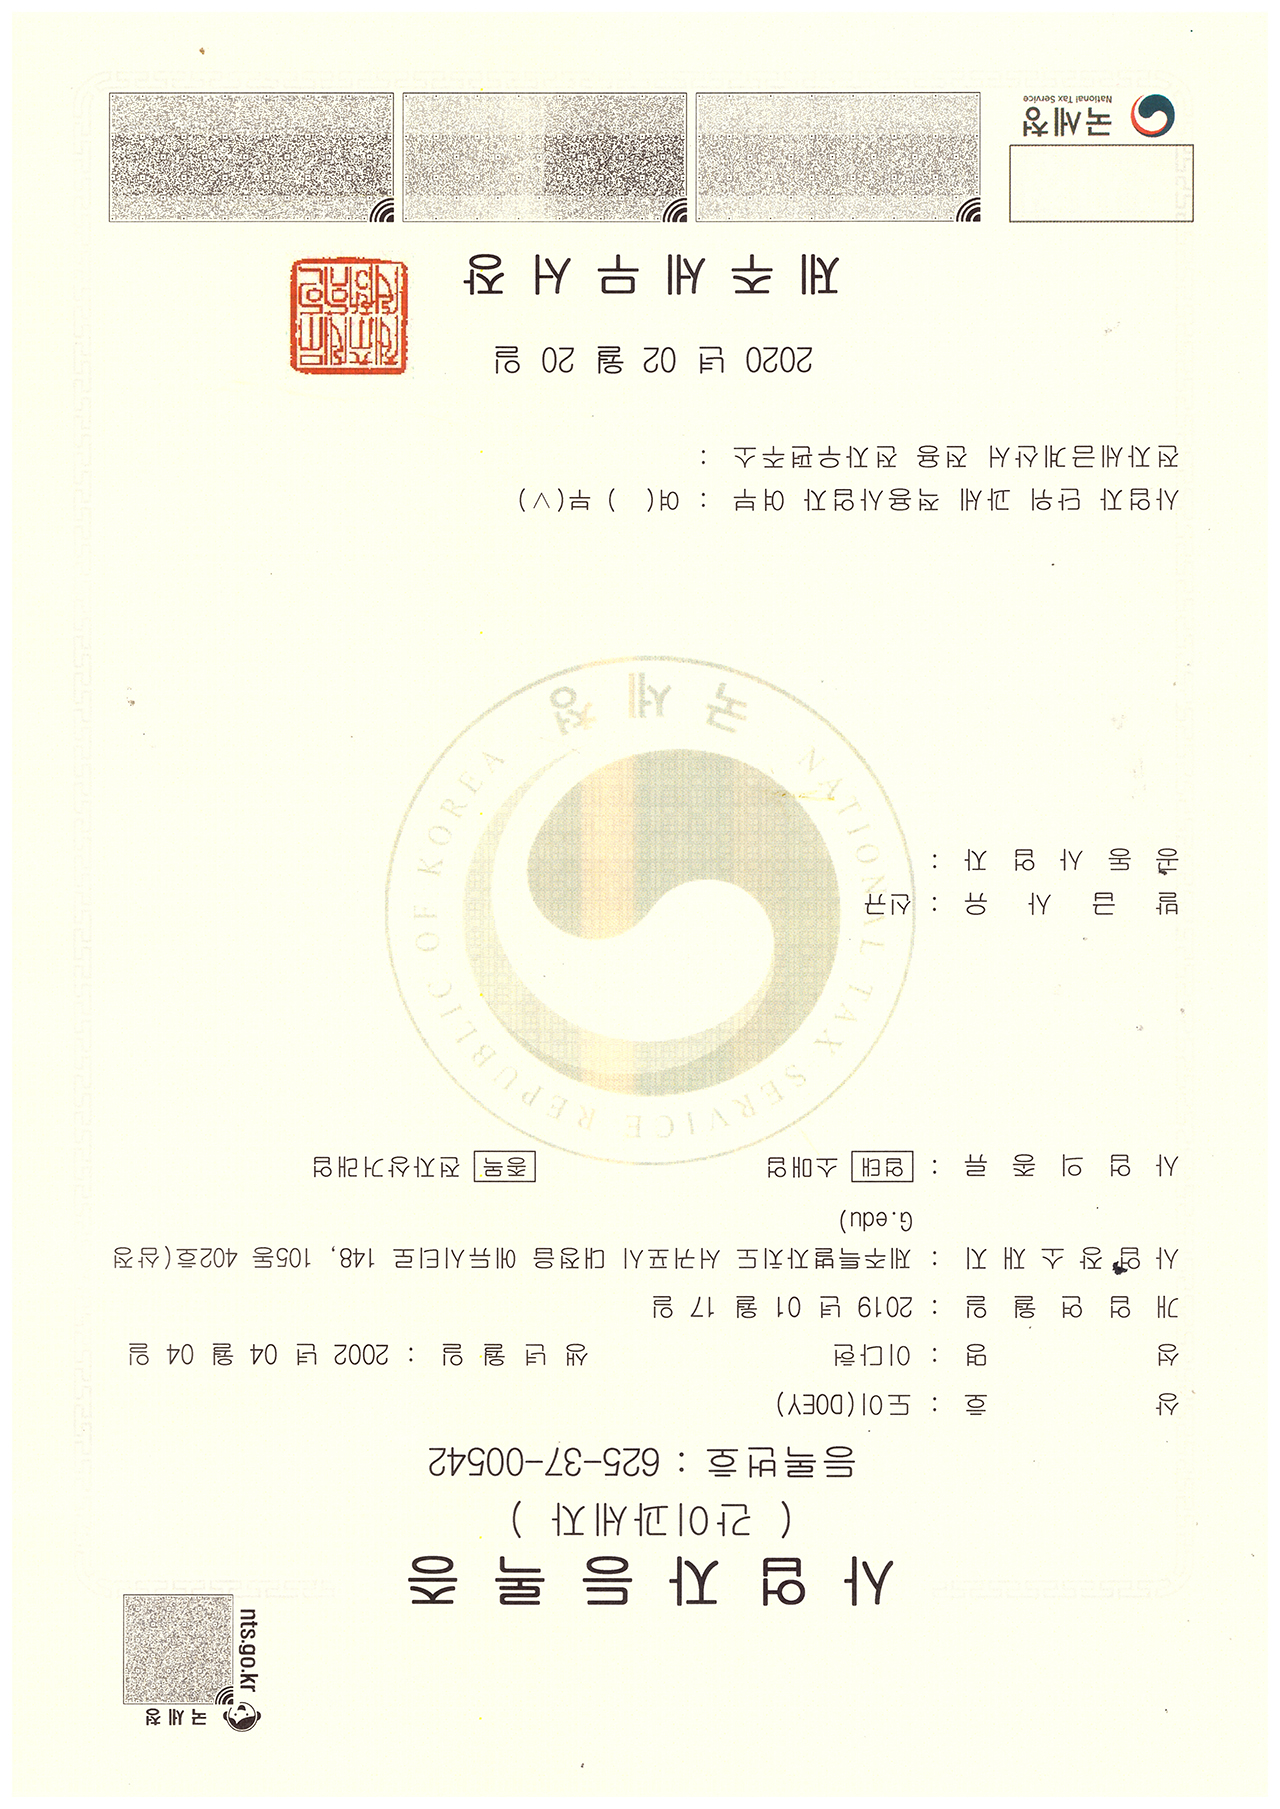 국세청
nts.go.kr
사업자등록증
( 간이과세자 )
등록번호 : 625-37-00542
상 호 : 도이(DOEY)
성 명 : 이다헌 생년월일 : 2002 년 04 월 04 일
개업연월일 : 2019 년 01 월 17 일
사업장소재지 : 제주특별자치도 서귀포시 대정읍 에듀시티로 148, 105동 402호(삼정
G.edu)
사업의종류 : 업태 소매업 종목 전자상거래업
NATIONAL TAX SERVICE REPUBLIC OF KOREA
국세청
발급사유 : 신규
공동사업자 :
사업자 단위 과세 적용사업자 여부 : 여( ) 부(∨)
전자세금계산서 전용 전자우편주소 :
2020 년 02 월 20 일
제주세무서장
국세청
National Tax Service